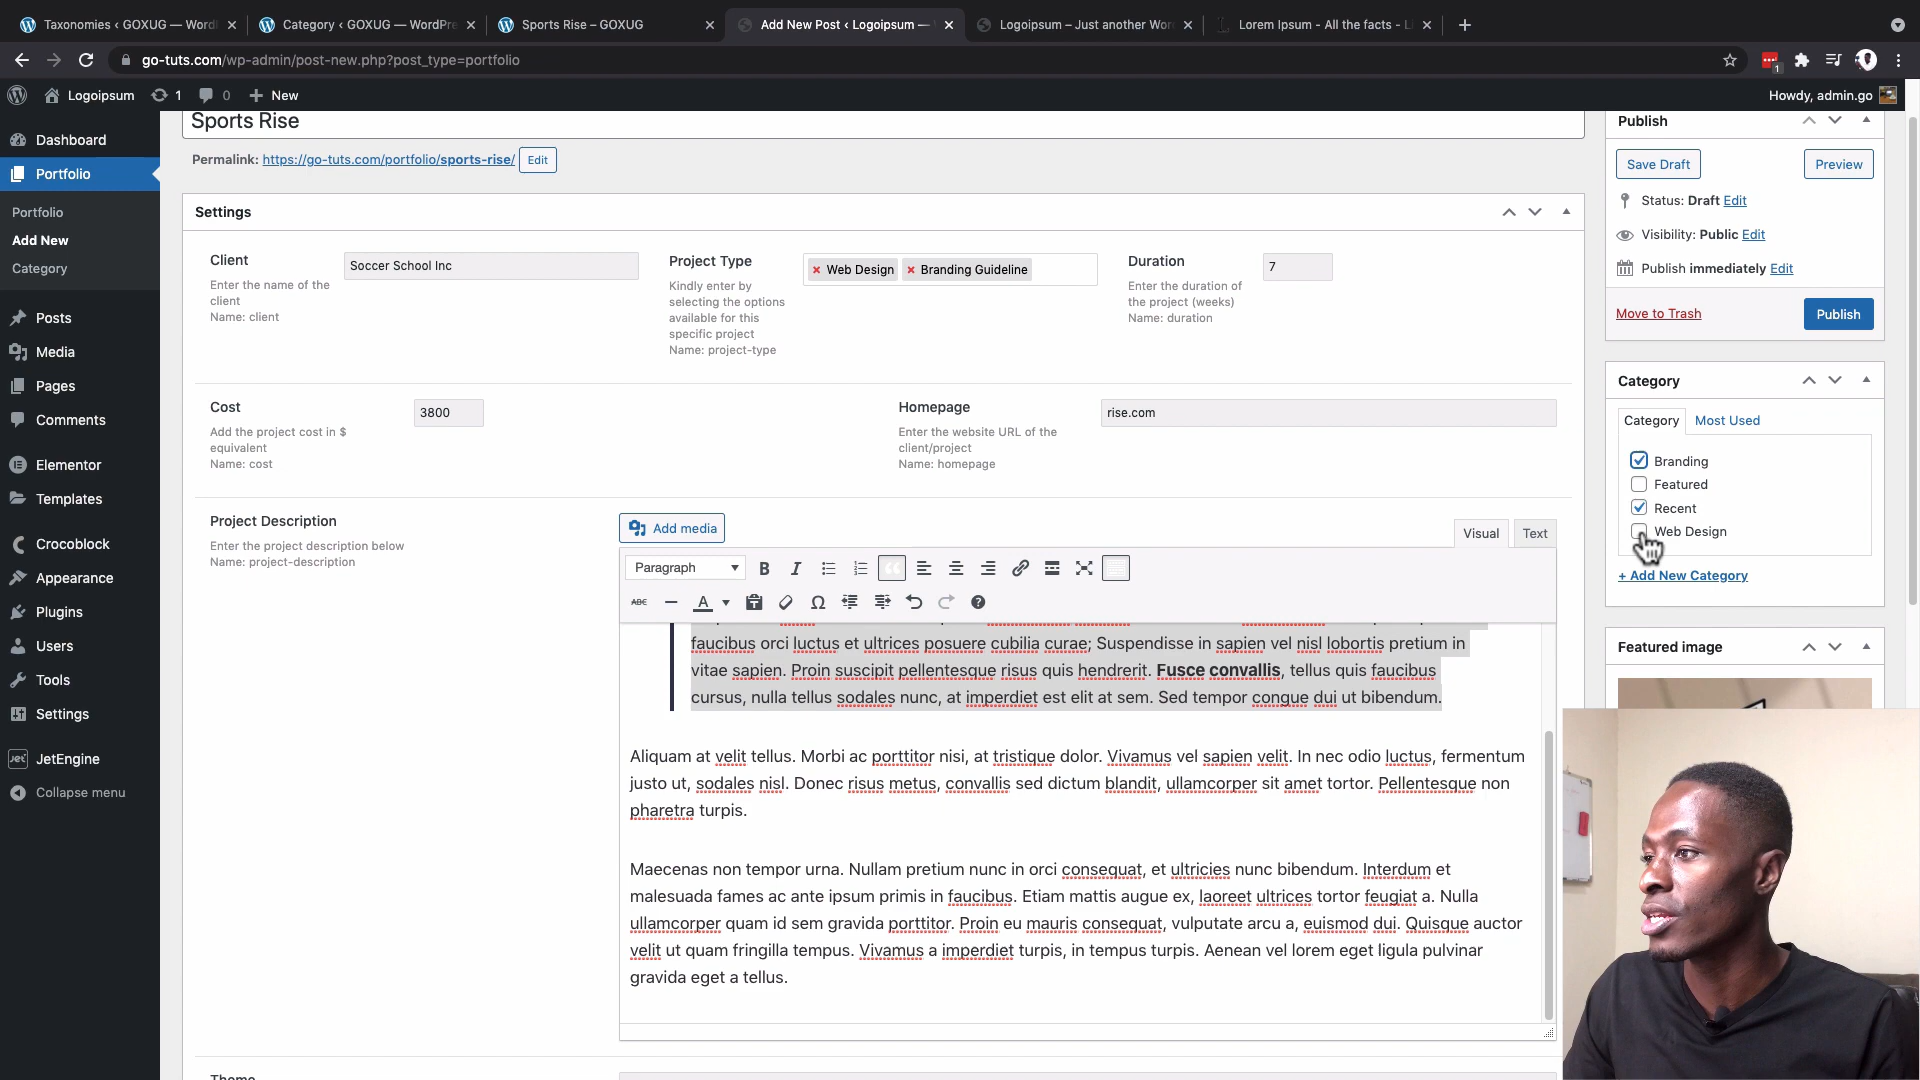 Taxonomies ‹ GOXUG — Word
Category ‹ GOXUG — WordPre
Sports Rise – GOXUG
Add New Post ‹ Logoipsum —
Logoipsum – Just another Wor
Lorem Ipsum - All the facts - L
go-tuts.com/wp-admin/post-new.php?post_type=portfolio
1
Logoipsum
1
0
New
Howdy, admin.go
Dashboard
Portfolio
Portfolio
Add New
Category
Posts
Media
Pages
Comments
Elementor
Templates
Crocoblock
Appearance
Plugins
Users
Tools
Settings
Jet JetEngine
Collapse menu
Sports Rise
Permalink: https://go-tuts.com/portfolio/sports-rise/ Edit
Settings
Client
Enter the name of the
client
Name: client
Soccer School Inc
Project Type
Kindly enter by
selecting the options
available for this
specific project
Name: project-type
× Web Design × Branding Guideline
Duration
Enter the duration of
the project (weeks)
Name: duration
7
Cost
Add the project cost in $
equivalent
Name: cost
3800
Homepage
Enter the website URL of the
client/project
Name: homepage
rise.com
Project Description
Enter the project description below
Name: project-description
Add media
Visual
Text
Paragraph
B I
ABC A Ω ?
faucibus orci luctus et ultrices posuere cubilia curae; Suspendisse in sapien vel nisl lobortis pretium in
vitae sapien. Proin suscipit pellentesque risus quis hendrerit. Fusce convallis, tellus quis faucibus
cursus, nulla tellus sodales nunc, at imperdiet est elit at sem. Sed tempor congue dui ut bibendum.
Aliquam at velit tellus. Morbi ac porttitor nisi, at tristique dolor. Vivamus vel sapien velit. In nec odio luctus, fermentum
justo ut, sodales nisl. Donec risus metus, convallis sed dictum blandit, ullamcorper sit amet tortor. Pellentesque non
pharetra turpis.
Maecenas non tempor urna. Nullam pretium nunc in orci consequat, et ultricies nunc bibendum. Interdum et
malesuada fames ac ante ipsum primis in faucibus. Etiam mattis augue ex, laoreet ultrices tortor feugiat a. Nulla
ullamcorper quam id sem gravida porttitor. Proin eu mauris consequat, vulputate arcu a, euismod dui. Quisque auctor
velit ut quam fringilla tempus. Vivamus a imperdiet turpis, in tempus turpis. Aenean vel lorem eget ligula pulvinar
gravida eget a tellus.
Publish
Save Draft
Preview
Status: Draft Edit
Visibility: Public Edit
Publish immediately Edit
Move to Trash
Publish
Category
Category
Most Used
Branding
Featured
Recent
Web Design
+ Add New Category
Featured image